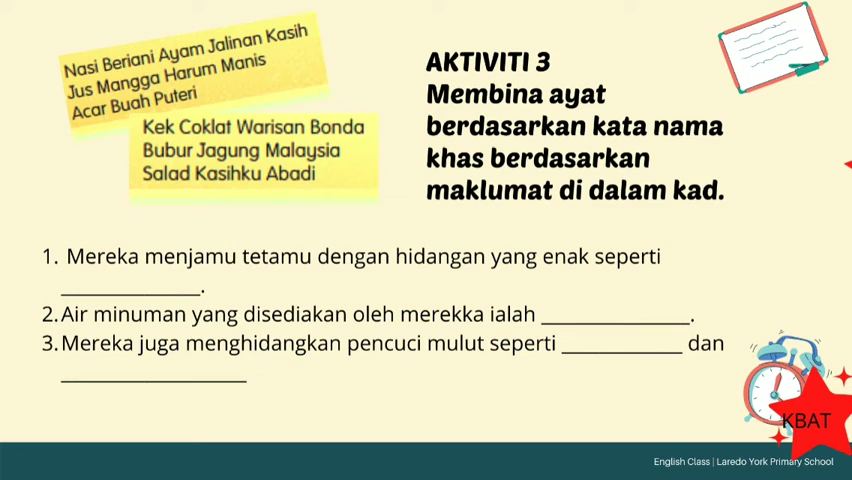 Nasi Beriani Ayam Jalinan Kasih
Jus Mangga Harum Manis
Acar Buah Puteri
Kek Coklat Warisan Bonda
Bubur Jagung Malaysia
Salad Kasihku Abadi
AKTIVITI 3
Membina ayat
berdasarkan kata nama
khas berdasarkan
maklumat di dalam kad.
1. Mereka menjamu tetamu dengan hidangan yang enak seperti
_______________.
2. Air minuman yang disediakan oleh merekka ialah ________________.
3. Mereka juga menghidangkan pencuci mulut seperti _____________ dan
____________________
KBAT
English Class | Laredo York Primary School